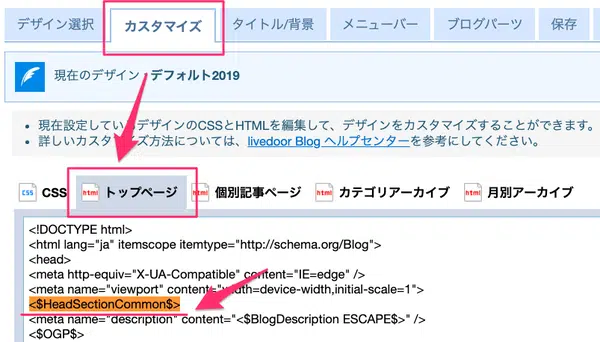 デザイン選択 カスタマイズ タイトル/背景 メニューバー ブログパーツ 保存
現在のデザイン デフォルト2019
• 現在設定しているデザインのCSSとHTMLを編集して、デザインをカスタマイズすることができます。
• 詳しいカスタマイズ方法については、livedoor Blog ヘルプセンターを参考にしてください。
CSS CSS html トップページ html 個別記事ページ html カテゴリアーカイブ html 月別アーカイブ
<!DOCTYPE html>
<html lang="ja" itemscope itemtype="http://schema.org/Blog">
<head>
<meta http-equiv="X-UA-Compatible" content="IE=edge" />
<meta name="viewport" content="width=device-width,initial-scale=1">
<$HeadSectionCommon$>
<meta name="description" content="<$BlogDescription ESCAPE$>" />
<$OGP$>